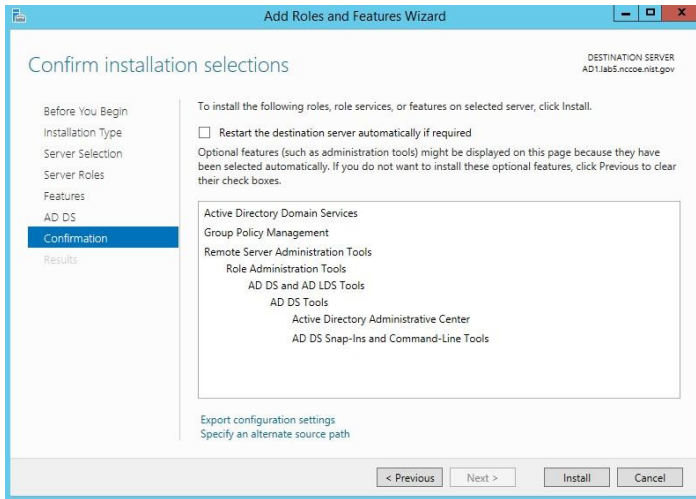 Add Roles and Features Wizard
Confirm installation selections
DESTINATION SERVER
AD1.lab5.nccoe.nist.gov
Before You Begin
Installation Type
Server Selection
Server Roles
Features
AD DS
Confirmation
Results
To install the following roles, role services, or features on selected server, click Install.
Restart the destination server automatically if required
Optional features (such as administration tools) might be displayed on this page because they have
been selected automatically. If you do not want to install these optional features, click Previous to clear
their check boxes.
Active Directory Domain Services
Group Policy Management
Remote Server Administration Tools
Role Administration Tools
AD DS and AD LDS Tools
AD DS Tools
Active Directory Administrative Center
AD DS Snap-Ins and Command-Line Tools
Export configuration settings
Specify an alternate source path
< Previous
Next >
Install
Cancel